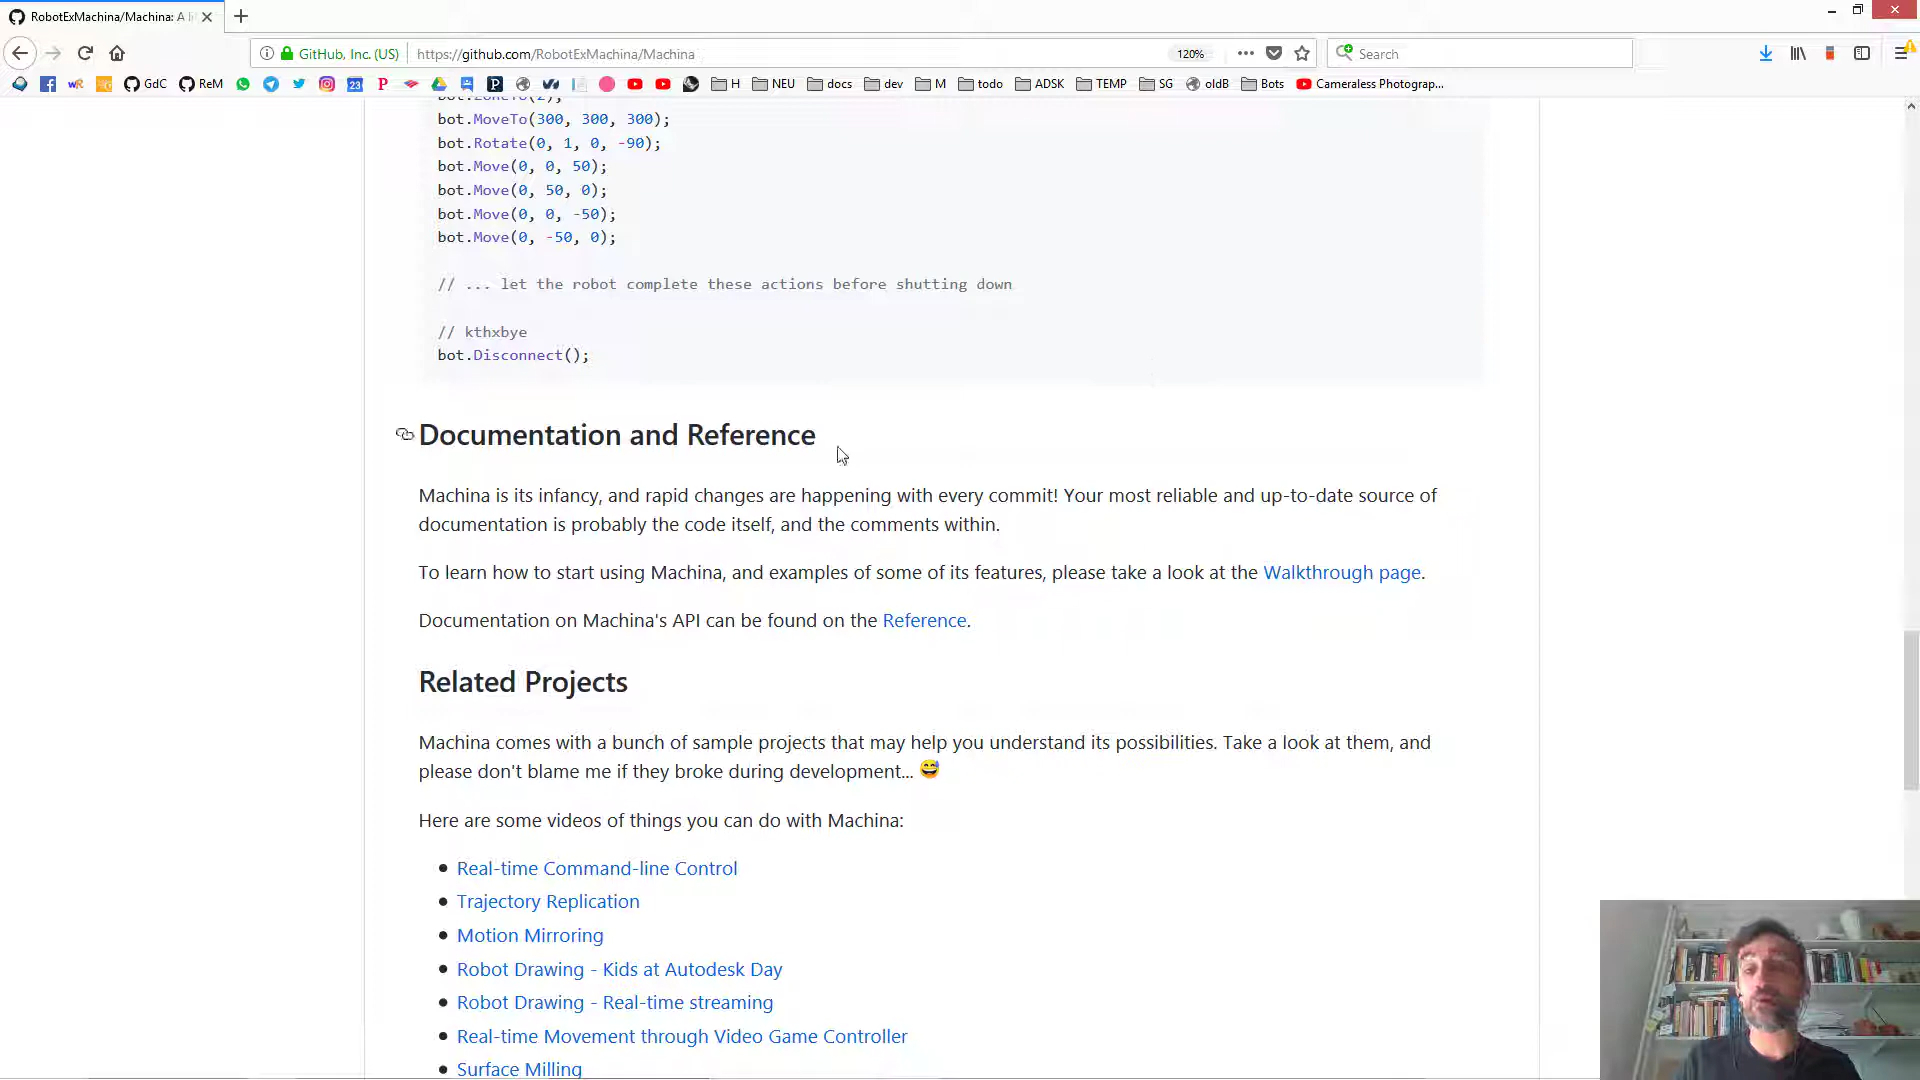 RobotExMachina/Machina: A li
GitHub, Inc. (US)
https://github.com/RobotExMachina/Machina
120%
Search
GdC
ReM
H
NEU
docs
dev
M
todo
ADSK
TEMP
SG
oldB
Bots
Cameraless Photograp...
bot.ZoneTo(2);
bot.MoveTo(300, 300, 300);
bot.Rotate(0, 1, 0, -90);
bot.Move(0, 0, 50);
bot.Move(0, 50, 0);
bot.Move(0, 0, -50);
bot.Move(0, -50, 0);
// ... let the robot complete these actions before shutting down
// kthxbye
bot.Disconnect();
Documentation and Reference
Machina is its infancy, and rapid changes are happening with every commit! Your most reliable and up-to-date source of
documentation is probably the code itself, and the comments within.
To learn how to start using Machina, and examples of some of its features, please take a look at the Walkthrough page.
Documentation on Machina's API can be found on the Reference.
Related Projects
Machina comes with a bunch of sample projects that may help you understand its possibilities. Take a look at them, and
please don't blame me if they broke during development... 😅
Here are some videos of things you can do with Machina:
• Real-time Command-line Control
• Trajectory Replication
• Motion Mirroring
• Robot Drawing - Kids at Autodesk Day
• Robot Drawing - Real-time streaming
• Real-time Movement through Video Game Controller
• Surface Milling